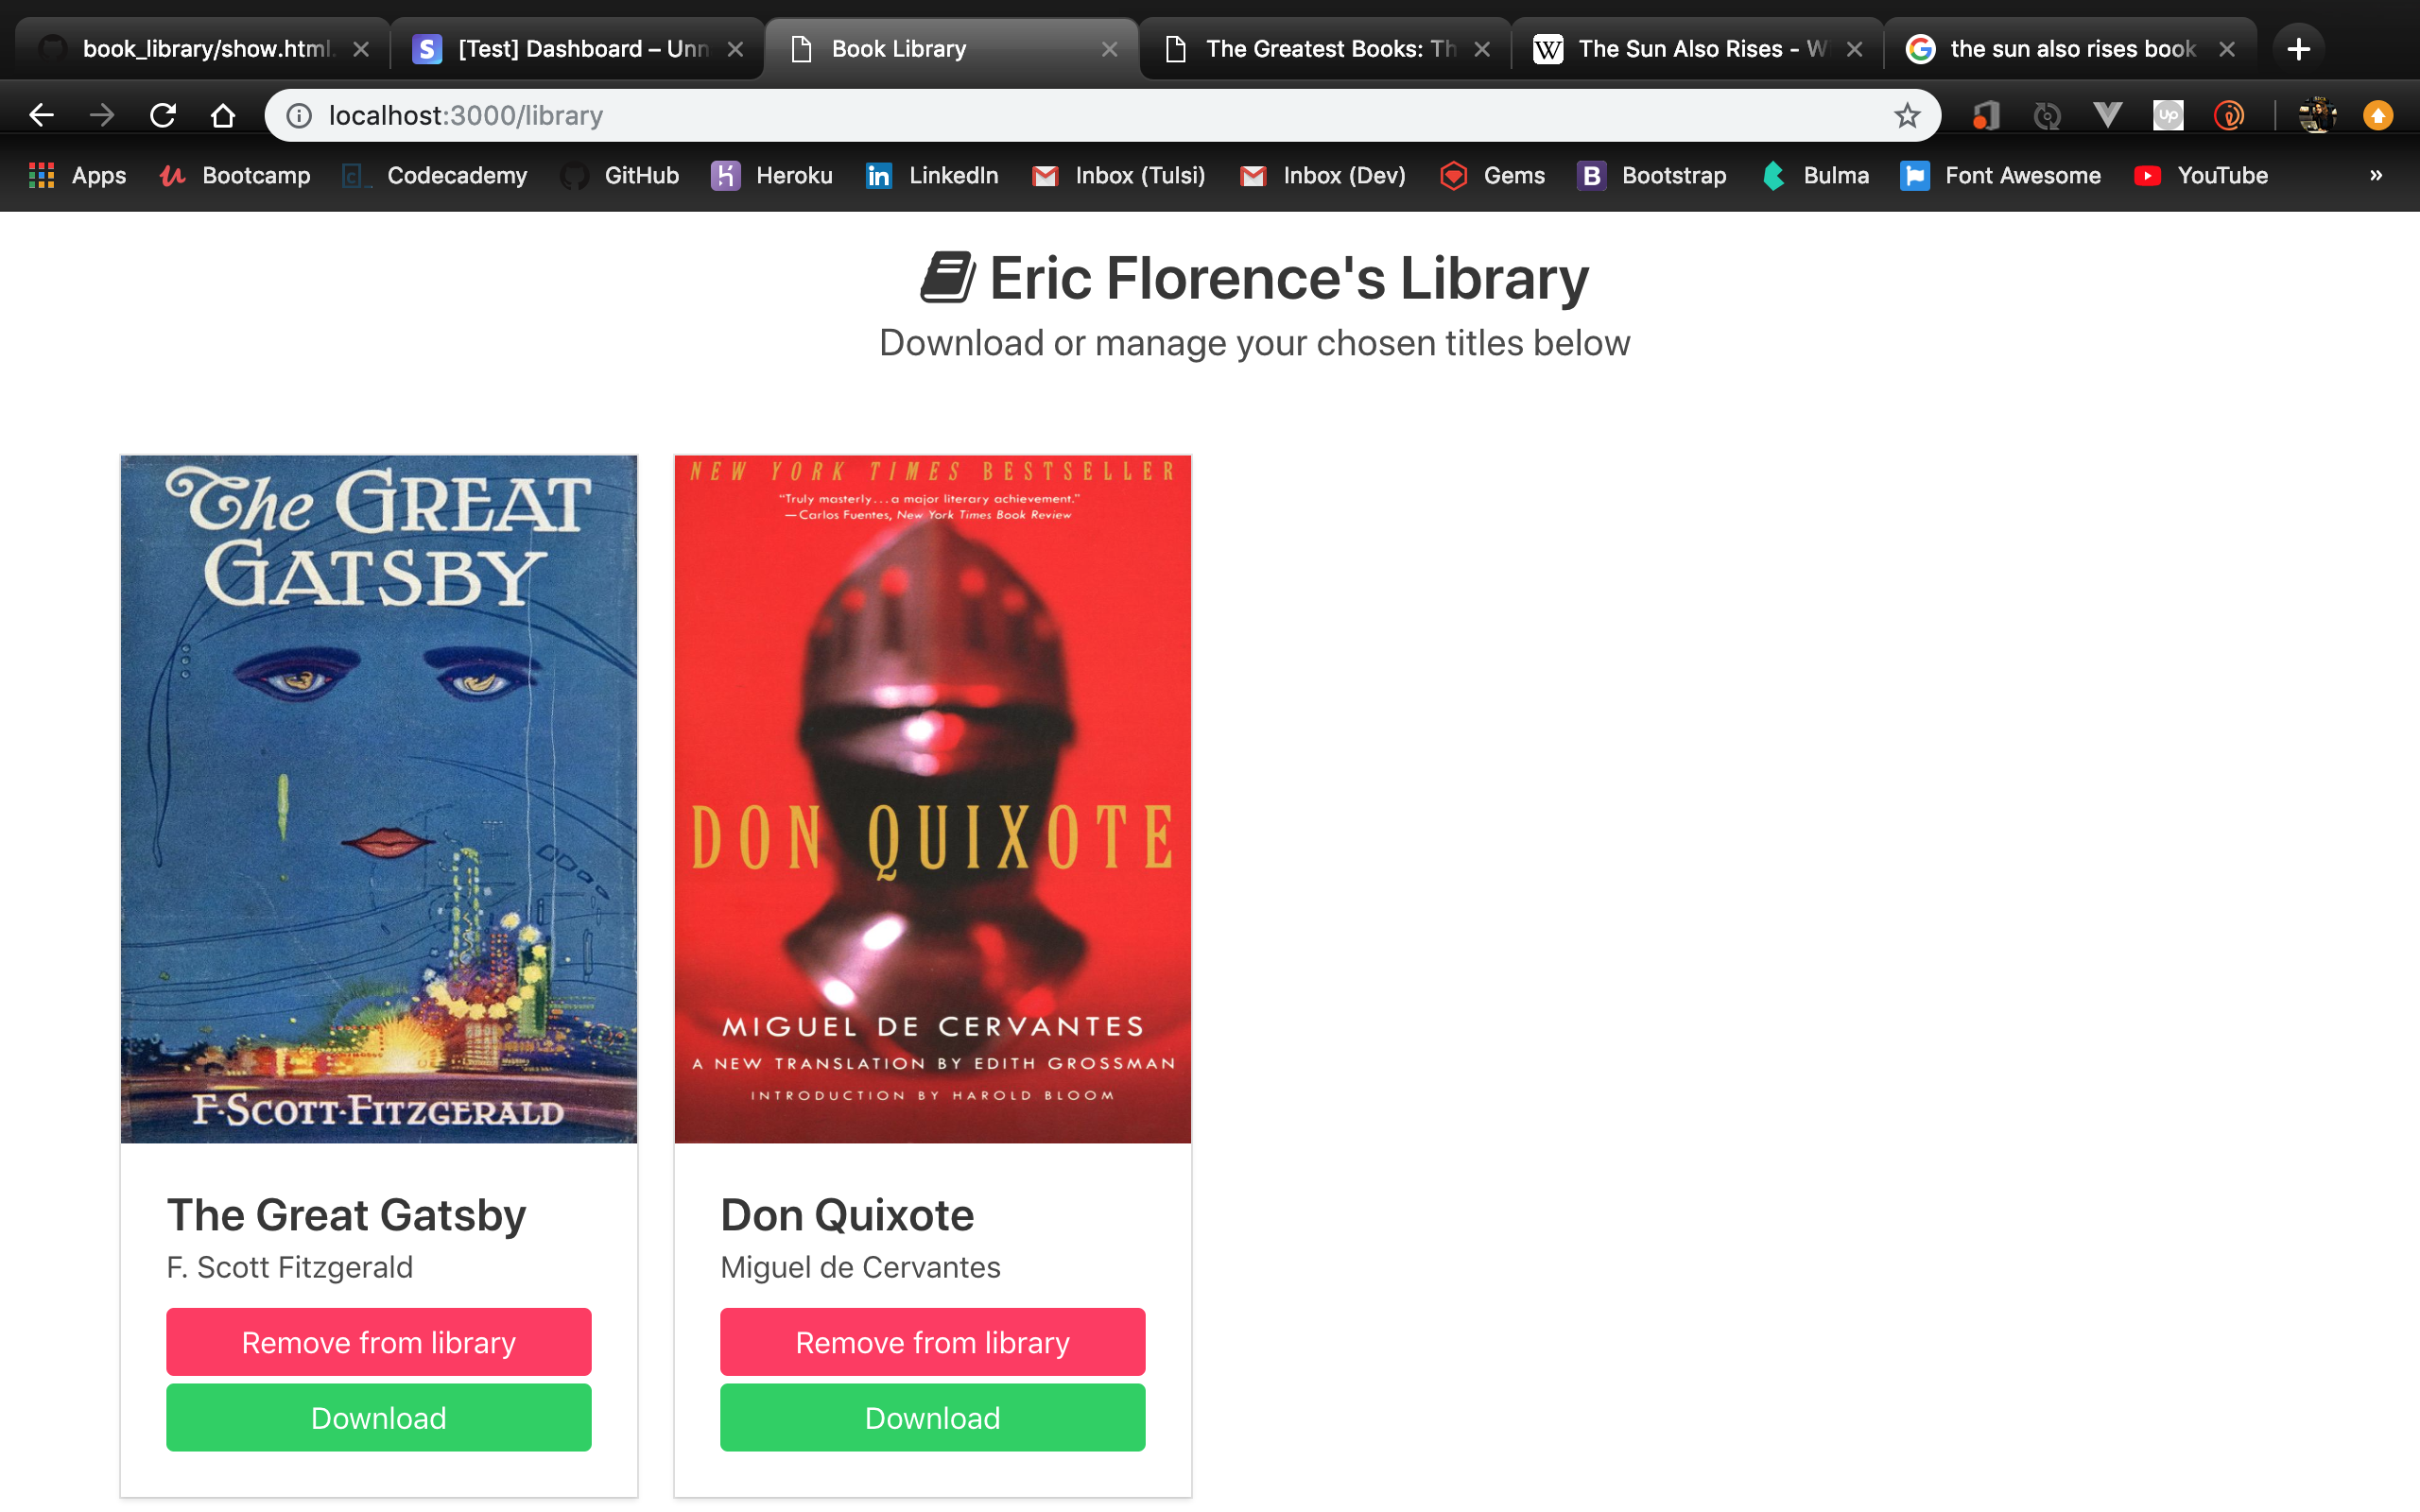 book_library/show.html.
[Test] Dashboard – Unn
Book Library
The Greatest Books: Th
The Sun Also Rises - W
the sun also rises book
localhost:3000/library
Apps
Bootcamp
Codecademy
GitHub
Heroku
LinkedIn
Inbox (Tulsi)
Inbox (Dev)
Gems
Bootstrap
Bulma
Font Awesome
YouTube
»
Eric Florence's Library
Download or manage your chosen titles below
The GREAT
GATSBY
F·SCOTT·FITZGERALD
NEW YORK TIMES BESTSELLER
“Truly masterly...a major literary achievement.”
—Carlos Fuentes, New York Times Book Review
DON QUIXOTE
MIGUEL DE CERVANTES
A NEW TRANSLATION BY EDITH GROSSMAN
INTRODUCTION BY HAROLD BLOOM
The Great Gatsby
F. Scott Fitzgerald
Remove from library
Download
Don Quixote
Miguel de Cervantes
Remove from library
Download